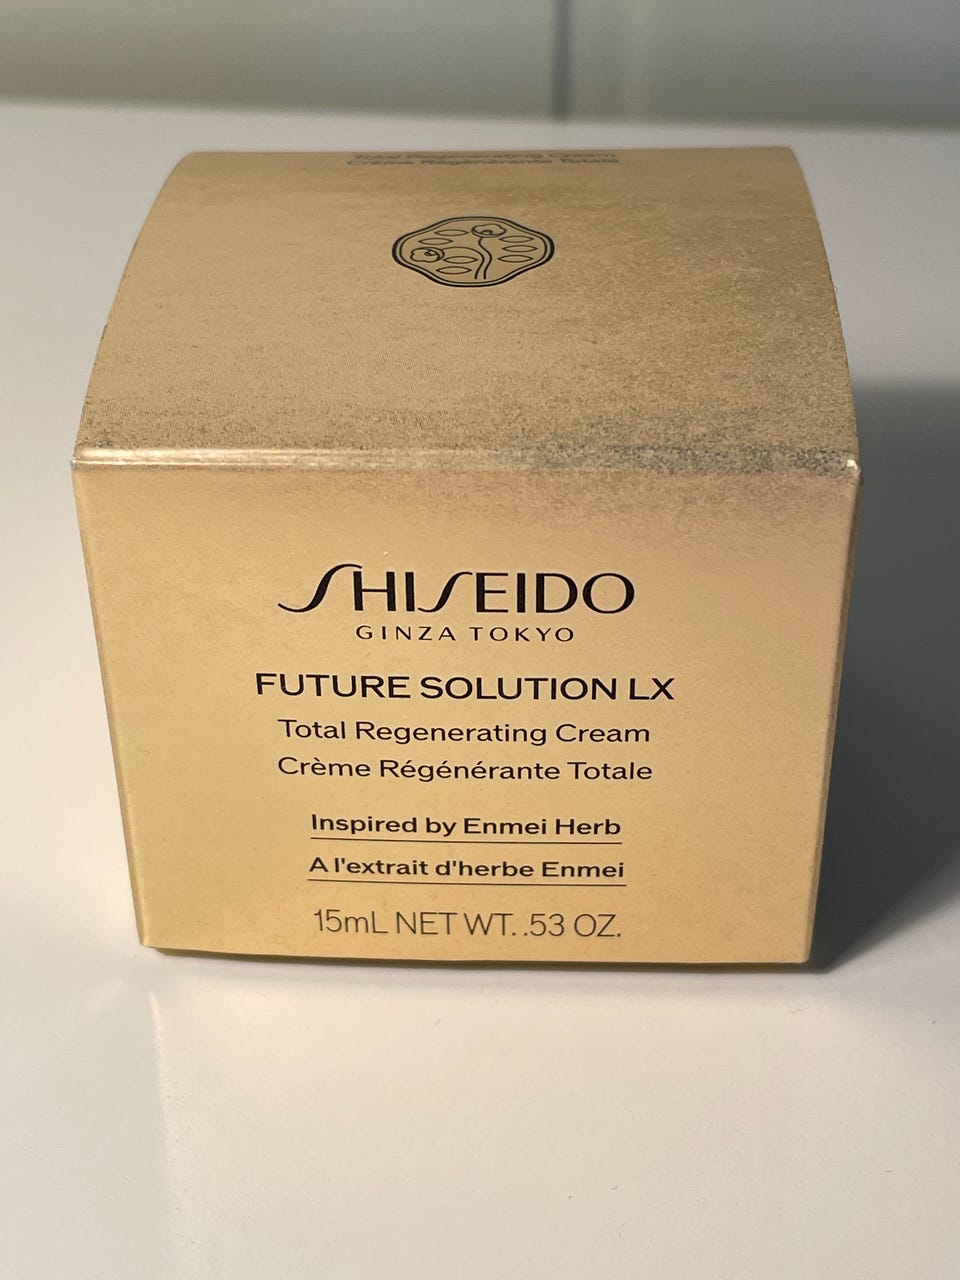 Total Regenerating Cream
Crème Régénérante Totale
SHISEIDO
GINZA TOKYO
FUTURE SOLUTION LX
Total Regenerating Cream
Crème Régénérante Totale
Inspired by Enmei Herb
A l'extrait d'herbe Enmei
15mL NET WT. .53 OZ.